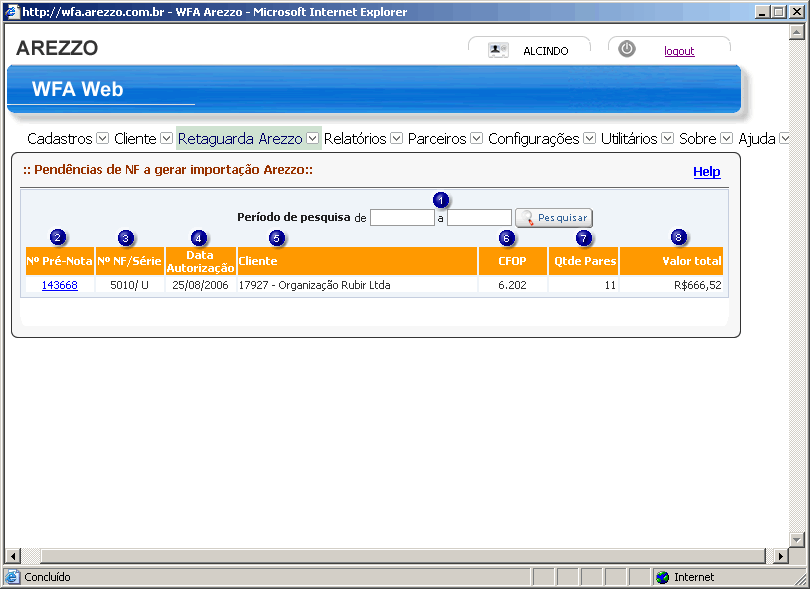 http://wfa.arezzo.com.br - WFA Arezzo - Microsoft Internet Explorer
AREZZO
ALCINDO
logout
WFA Web
Cadastros Cliente Retaguarda Arezzo Relatórios Parceiros Configurações Utilitários Sobre Ajuda
:: Pendências de NF a gerar importação Arezzo::
Help
1
Período de pesquisa de a Pesquisar
2 3 4 5 6 7 8
Nº Pré-Nota Nº NF/Série Data Autorização Cliente CFOP Qtde Pares Valor total
143668 5010/ U 25/08/2006 17927 - Organização Rubir Ltda 6.202 11 R$666,52
Concluído
Internet